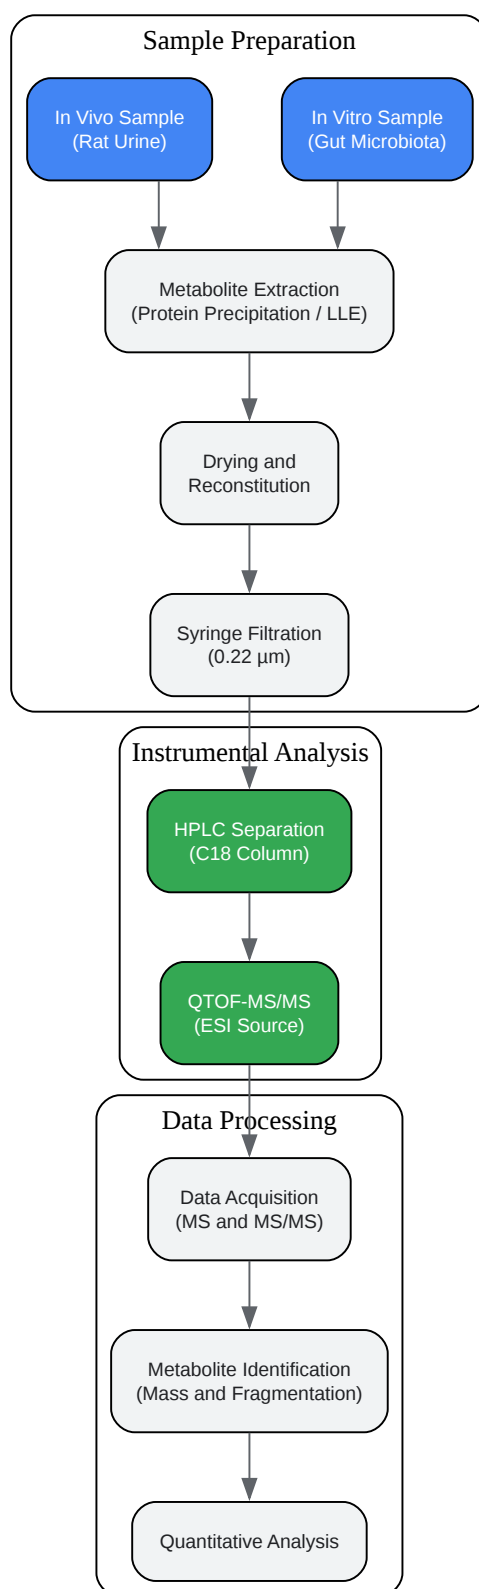 Sample Preparation
In Vivo Sample
(Rat Urine)
In Vitro Sample
(Gut Microbiota)
Metabolite Extraction
(Protein Precipitation / LLE)
Drying and
Reconstitution
Syringe Filtration
(0.22 µm)
Instrumental Analysis
HPLC Separation
(C18 Column)
QTOF-MS/MS
(ESI Source)
Data Processing
Data Acquisition
(MS and MS/MS)
Metabolite Identification
(Mass and Fragmentation)
Quantitative Analysis